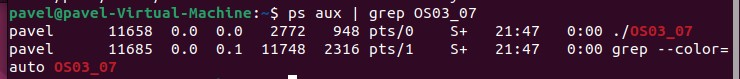 pavel@pavel-Virtual-Machine:~$ ps aux | grep OS03_07
pavel      11658  0.0  0.0   2772   948 pts/0    S+   21:47   0:00 ./OS03_07
pavel      11685  0.0  0.1  11748  2316 pts/1    S+   21:47   0:00 grep --color=
auto OS03_07